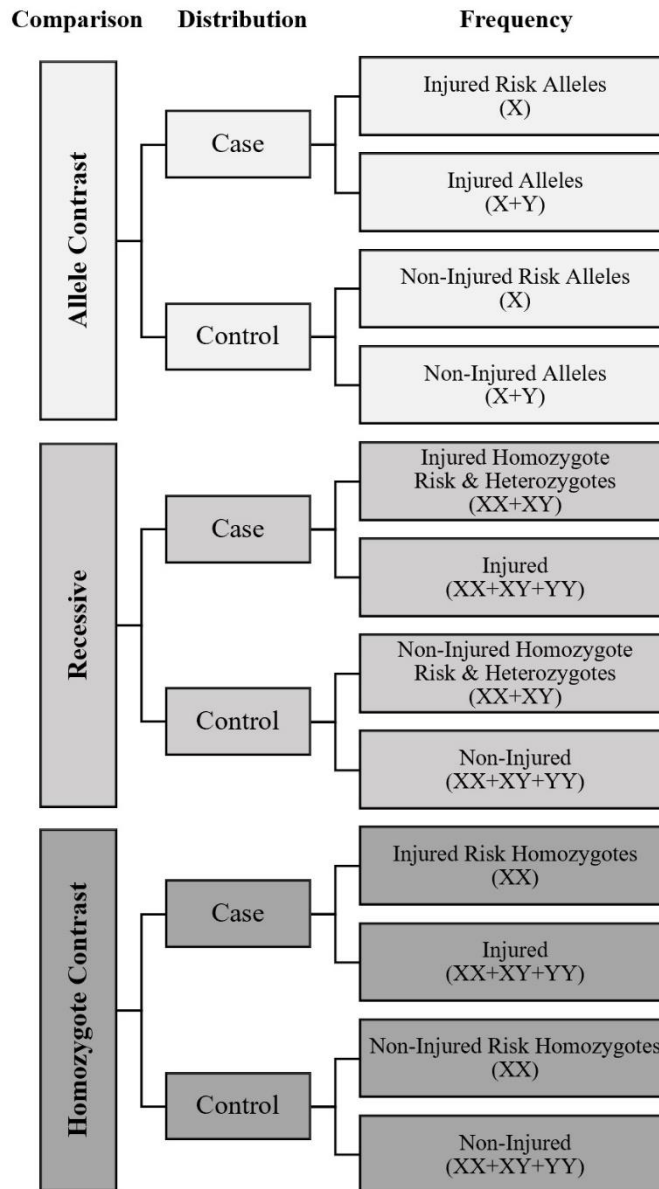 Comparison Distribution Frequency
Allele Contrast
Case
Injured Risk Alleles
(X)
Injured Alleles
(X+Y)
Control
Non-Injured Risk Alleles
(X)
Non-Injured Alleles
(X+Y)
Recessive
Case
Injured Homozygote
Risk & Heterozygotes
(XX+XY)
Injured
(XX+XY+YY)
Control
Non-Injured Homozygote
Risk & Heterozygotes
(XX+XY)
Non-Injured
(XX+XY+YY)
Homozygote Contrast
Case
Injured Risk Homozygotes
(XX)
Injured
(XX+XY+YY)
Control
Non-Injured Risk Homozygotes
(XX)
Non-Injured
(XX+XY+YY)